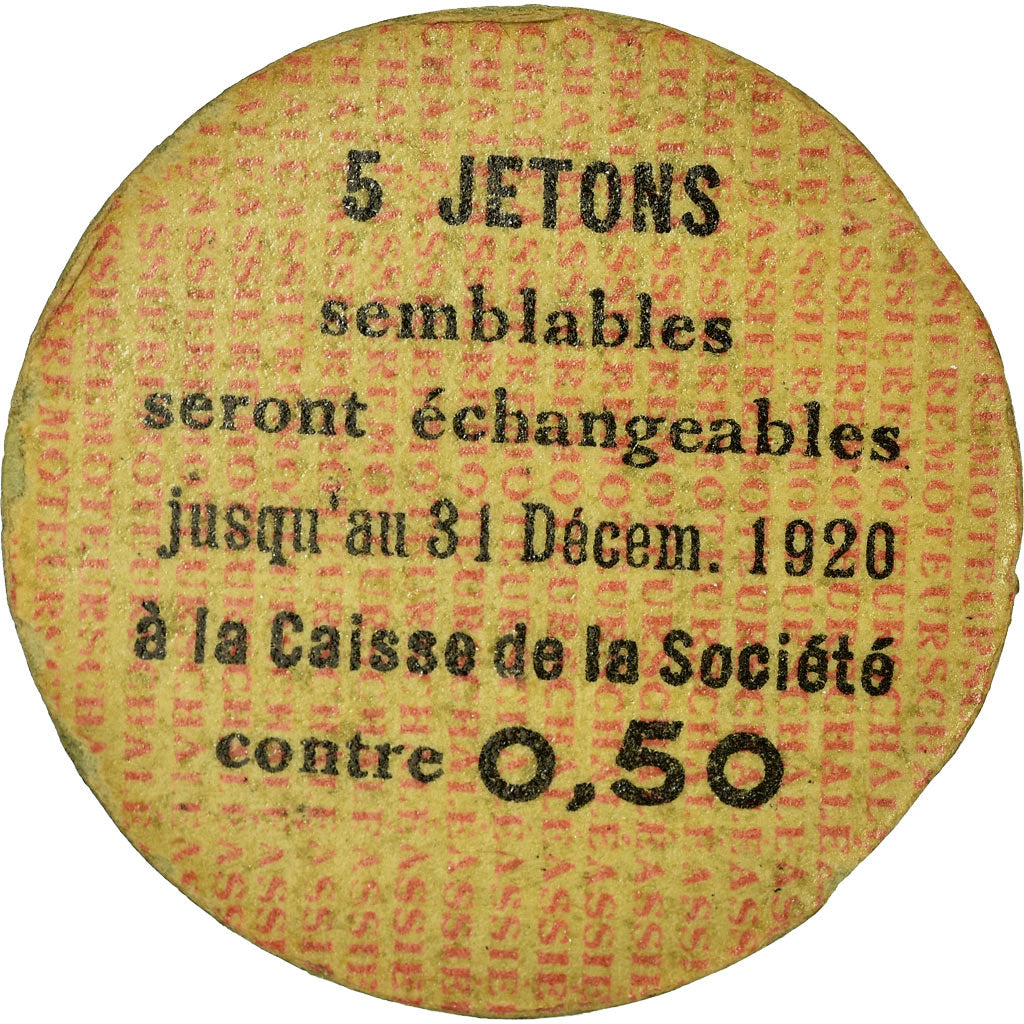 5 JETONS
semblables
seront échangeables
jusqu'au 31 Décem. 1920
à la Caisse de la Société
contre 0,50